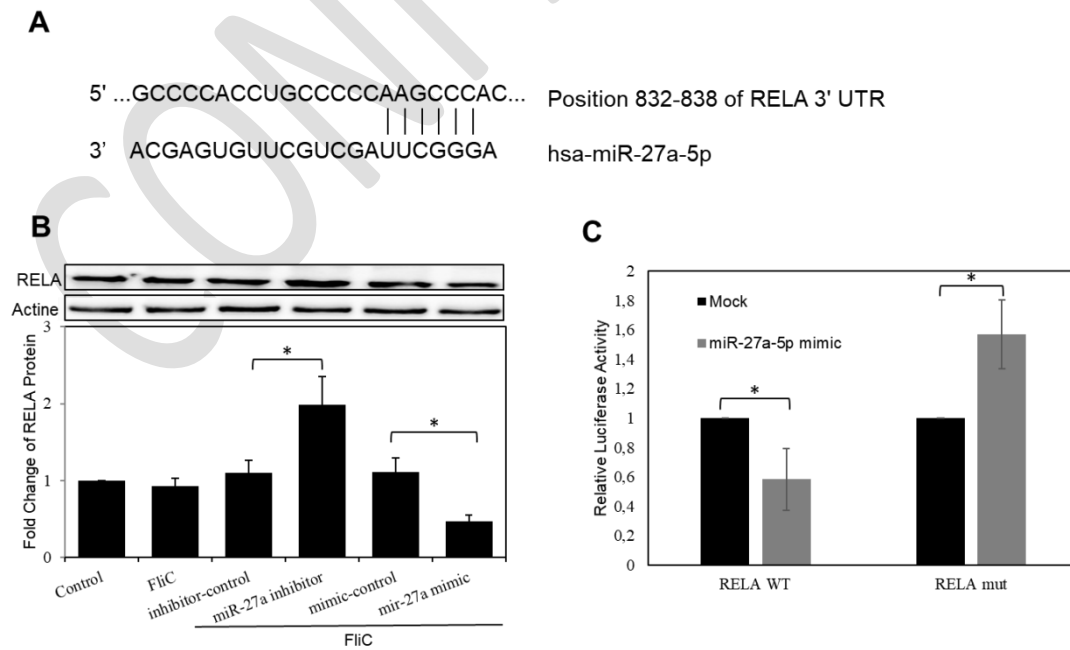 A
5' ...GCCCCACCUGCCCCCAAGCCCAC... Position 832-838 of RELA 3' UTR
3' ACGAGUGUUCGUCGAUUCGGGA hsa-miR-27a-5p
B
RELA
Actine
Fold Change of RELA Protein
3
2
1
0
*
*
Control
FliC
inhibitor-control
miR-27a inhibitor
mimic-control
mir-27a mimic
FliC
C
Relative Luciferase Activity
2
1,8
1,6
1,4
1,2
1
0,8
0,6
0,4
0,2
0
Mock
miR-27a-5p mimic
*
*
RELA WT
RELA mut